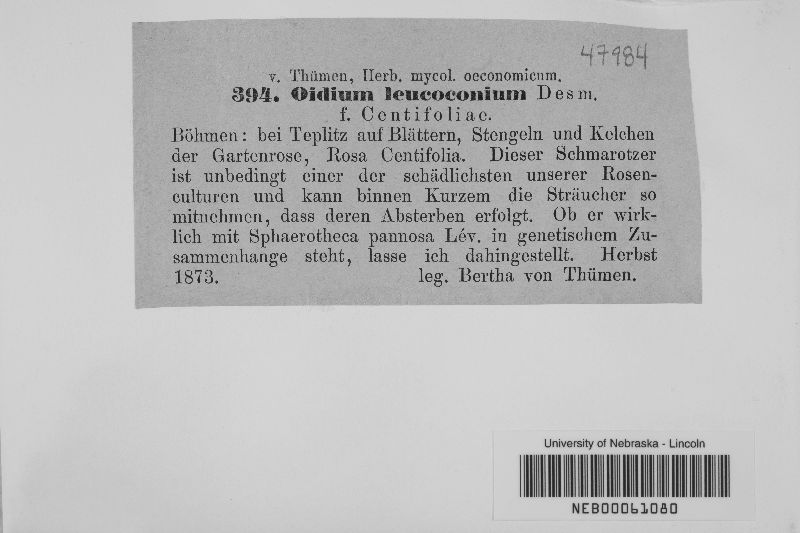 47984
v. Thümen, Herb. mycol. oeconomicum.
394. Oidium leucoconium Desm.
f. Centifoliae.
Böhmen: bei Teplitz auf Blättern, Stengeln und Kelchen
der Gartenrose, Rosa Centifolia. Dieser Schmarotzer
ist unbedingt einer der schädlichsten unserer Rosen-
culturen und kann binnen Kurzem die Sträucher so
mitnehmen, dass deren Absterben erfolgt. Ob er wirk-
lich mit Sphaerotheca pannosa Lév. in genetischem Zu-
sammenhange steht, lasse ich dahingestellt. Herbst
1873. leg. Bertha von Thümen.
University of Nebraska - Lincoln
NEB00061080